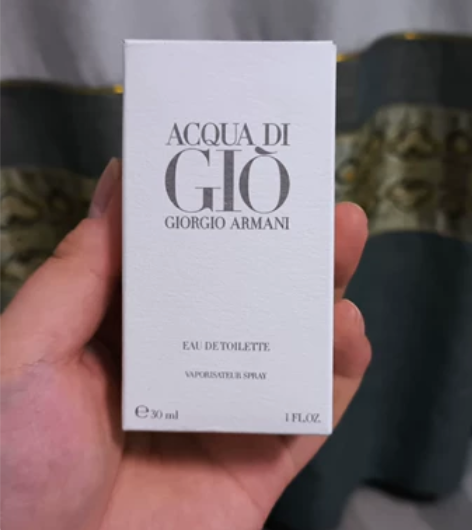 ACQUA DI
GIÒ
GIORGIO ARMANI
EAU DE TOILETTE
VAPORISATEUR SPRAY
℮ 30 ml 1 FL.OZ